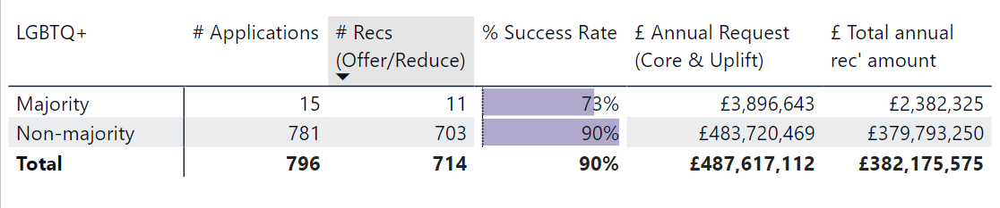 LGBTQ+ # Applications # Recs (Offer/Reduce) % Success Rate £ Annual Request (Core & Uplift) £ Total annual rec' amount
Majority 15 11 73% £3,896,643 £2,382,325
Non-majority 781 703 90% £483,720,469 £379,793,250
Total 796 714 90% £487,617,112 £382,175,575